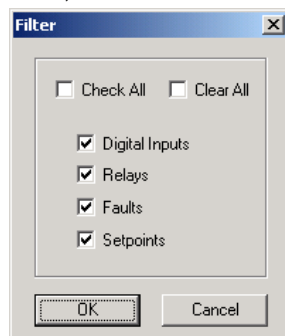 Filter
Check All Clear All
Digital Inputs
Relays
Faults
Setpoints
OK Cancel